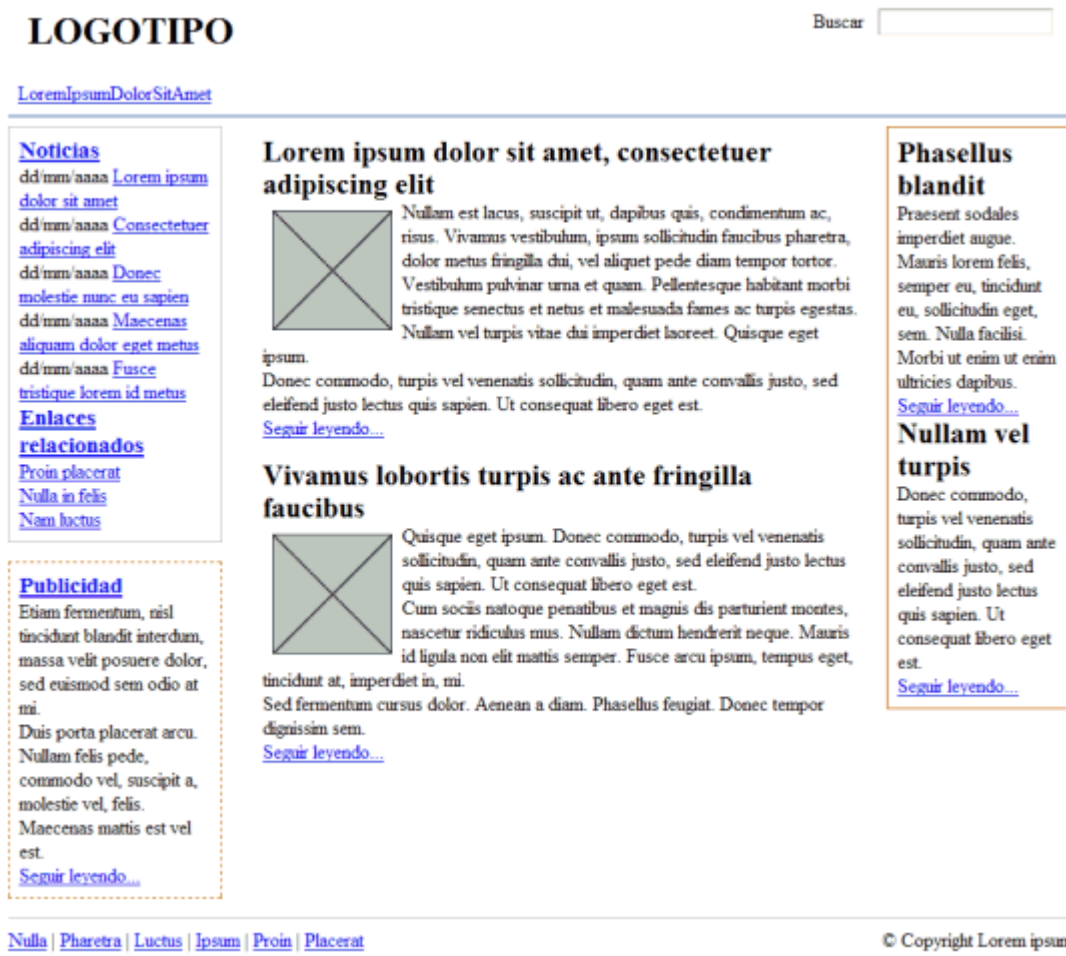 LOGOTIPO
Buscar
LoremIpsumDolorSitAmet
Noticias
dd/mm/aaaa Lorem ipsum
dolor sit amet
dd/mm/aaaa Consectetuer
adipiscing elit
dd/mm/aaaa Donec
molestie nunc eu sapien
dd/mm/aaaa Maecenas
aliquam dolor eget metus
dd/mm/aaaa Fusce
tristique lorem id metus
Enlaces
relacionados
Proin placerat
Nulla in felis
Nam luctus
Publicidad
Etiam fermentum, nisl
tincidunt blandit interdum,
massa velit posuere dolor,
sed euismod sem odio at
mi.
Duis porta placerat arcu.
Nullam felis pede,
commodo vel, suscipit a,
molestie vel, felis.
Maecenas mattis est vel
est.
Seguir leyendo...
Lorem ipsum dolor sit amet, consectetuer
adipiscing elit
Nullam est lacus, suscipit ut, dapibus quis, condimentum ac,
risus. Vivamus vestibulum, ipsum sollicitudin faucibus pharetra,
dolor metus fringilla dui, vel aliquet pede diam tempor tortor.
Vestibulum pulvinar urna et quam. Pellentesque habitant morbi
tristique senectus et netus et malesuada fames ac turpis egestas.
Nullam vel turpis vitae dui imperdiet laoreet. Quisque eget
ipsum.
Donec commodo, turpis vel venenatis sollicitudin, quam ante convallis justo, sed
eleifend justo lectus quis sapien. Ut consequat libero eget est.
Seguir leyendo...
Vivamus lobortis turpis ac ante fringilla
faucibus
Quisque eget ipsum. Donec commodo, turpis vel venenatis
sollicitudin, quam ante convallis justo, sed eleifend justo lectus
quis sapien. Ut consequat libero eget est.
Cum sociis natoque penatibus et magnis dis parturient montes,
nascetur ridiculus mus. Nullam dictum hendrerit neque. Mauris
id ligula non elit mattis semper. Fusce arcu ipsum, tempus eget,
tincidunt at, imperdiet in, mi.
Sed fermentum cursus dolor. Aenean a diam. Phasellus feugiat. Donec tempor
dignissim sem.
Seguir leyendo...
Phasellus
blandit
Praesent sodales
imperdiet augue.
Mauris lorem felis,
semper eu, tincidunt
eu, sollicitudin eget,
sem. Nulla facilisi.
Morbi ut enim ut enim
ultricies dapibus.
Seguir leyendo...
Nullam vel
turpis
Donec commodo,
turpis vel venenatis
sollicitudin, quam ante
convallis justo, sed
eleifend justo lectus
quis sapien. Ut
consequat libero eget
est.
Seguir leyendo...
Nulla | Pharetra | Luctus | Ipsum | Proin | Placerat
© Copyright Lorem ipsum